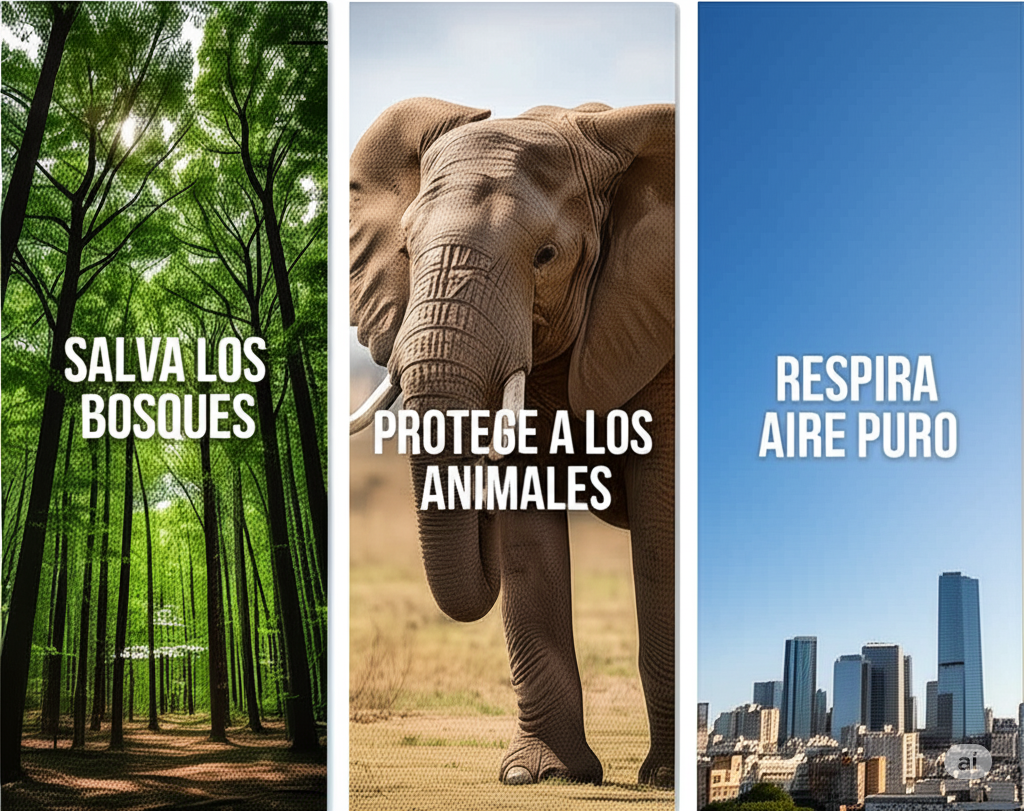 SALVA LOS
BOSQUES
PROTEGE A LOS
ANIMALES
RESPIRA
AIRE PURO
ai